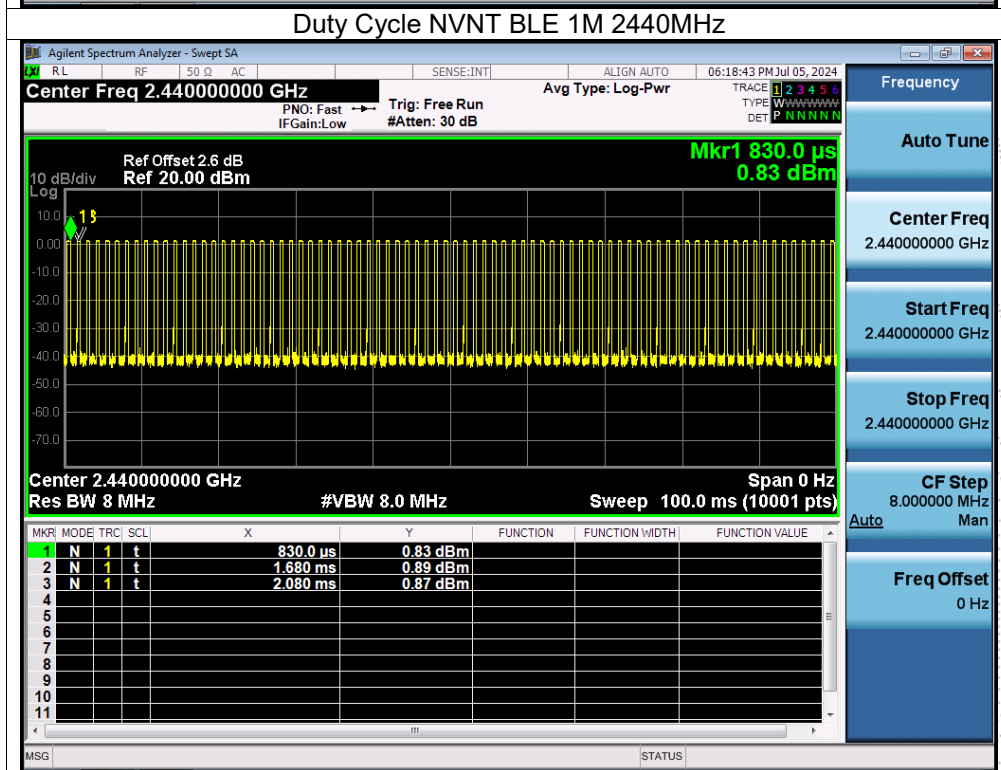 Duty Cycle NVNT BLE 1M 2440MHz
Agilent Spectrum Analyzer - Swept SA
LXI RL RF 50 Ω AC SENSE:INT ALIGN AUTO 06:18:43 PM Jul 05, 2024
Center Freq 2.440000000 GHz
PNO: Fast
IFGain:Low
Trig: Free Run
#Atten: 30 dB
Avg Type: Log-Pwr
TRACE 1 2 3 4 5 6
TYPE WWWWWW
DET P N N N N N
Mkr1 830.0 µs
0.83 dBm
Ref Offset 2.6 dB
10 dB/div Ref 20.00 dBm
Log
10.0
0.00
-10.0
-20.0
-30.0
-40.0
-50.0
-60.0
-70.0
1
Center 2.440000000 GHz Span 0 Hz
Res BW 8 MHz #VBW 8.0 MHz Sweep 100.0 ms (10001 pts)
MKR MODE TRC SCL X Y FUNCTION FUNCTION WIDTH FUNCTION VALUE
1 N 1 t 830.0 µs 0.83 dBm
2 N 1 t 1.680 ms 0.89 dBm
3 N 1 t 2.080 ms 0.87 dBm
4
5
6
7
8
9
10
11
MSG STATUS
Frequency
Auto Tune
Center Freq
2.440000000 GHz
Start Freq
2.440000000 GHz
Stop Freq
2.440000000 GHz
CF Step
8.000000 MHz
Auto Man
Freq Offset
0 Hz